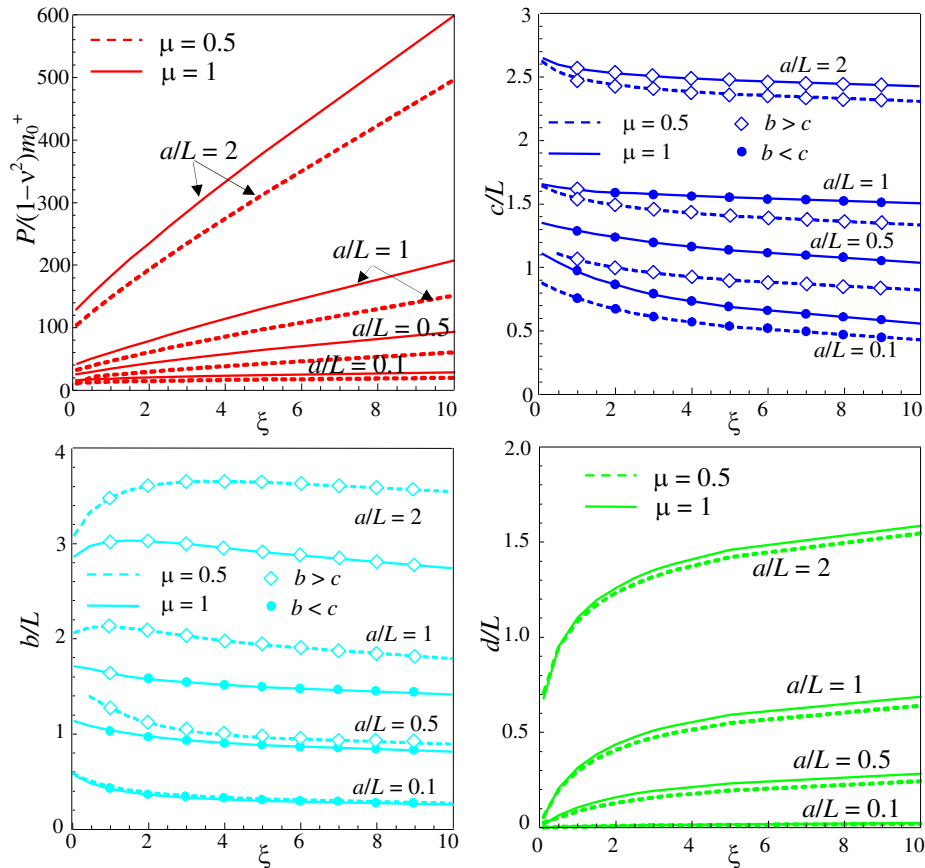 600
500
400
300
200
100
0
0
2
4
6
8
10
ξ
P/(1−ν²)m₀⁺
μ = 0.5
μ = 1
a/L = 2
a/L = 1
a/L = 0.5
a/L = 0.1
3
2.5
2
1.5
1
0.5
0
0
2
4
6
8
10
ξ
c/L
a/L = 2
μ = 0.5
b > c
μ = 1
b < c
a/L = 1
a/L = 0.5
a/L = 0.1
4
3
2
1
0
0
2
4
6
8
10
ξ
b/L
a/L = 2
μ = 0.5
b > c
μ = 1
b < c
a/L = 1
a/L = 0.5
a/L = 0.1
2.0
1.5
1.0
0.5
0
0
2
4
6
8
10
ξ
d/L
μ = 0.5
μ = 1
a/L = 2
a/L = 1
a/L = 0.5
a/L = 0.1